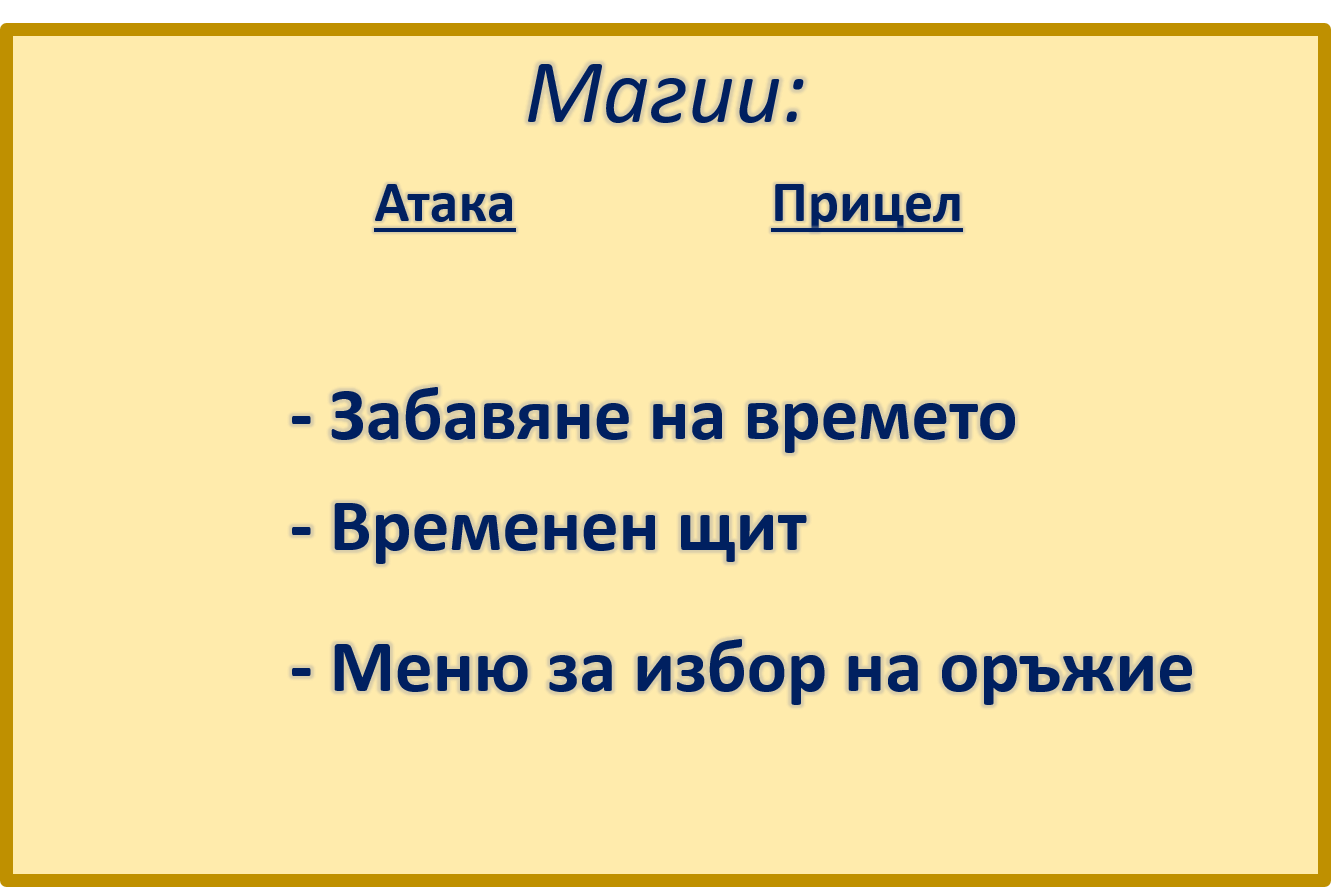 Магии:
Атака Прицел
- Забавяне на времето
- Временен щит
- Меню за избор на оръжие